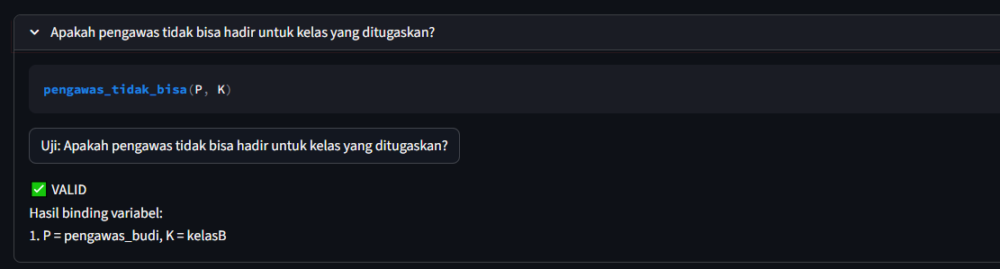 Apakah pengawas tidak bisa hadir untuk kelas yang ditugaskan?
pengawas_tidak_bisa(P, K)
Uji: Apakah pengawas tidak bisa hadir untuk kelas yang ditugaskan?
✅ VALID
Hasil binding variabel:
1. P = pengawas_budi, K = kelasB